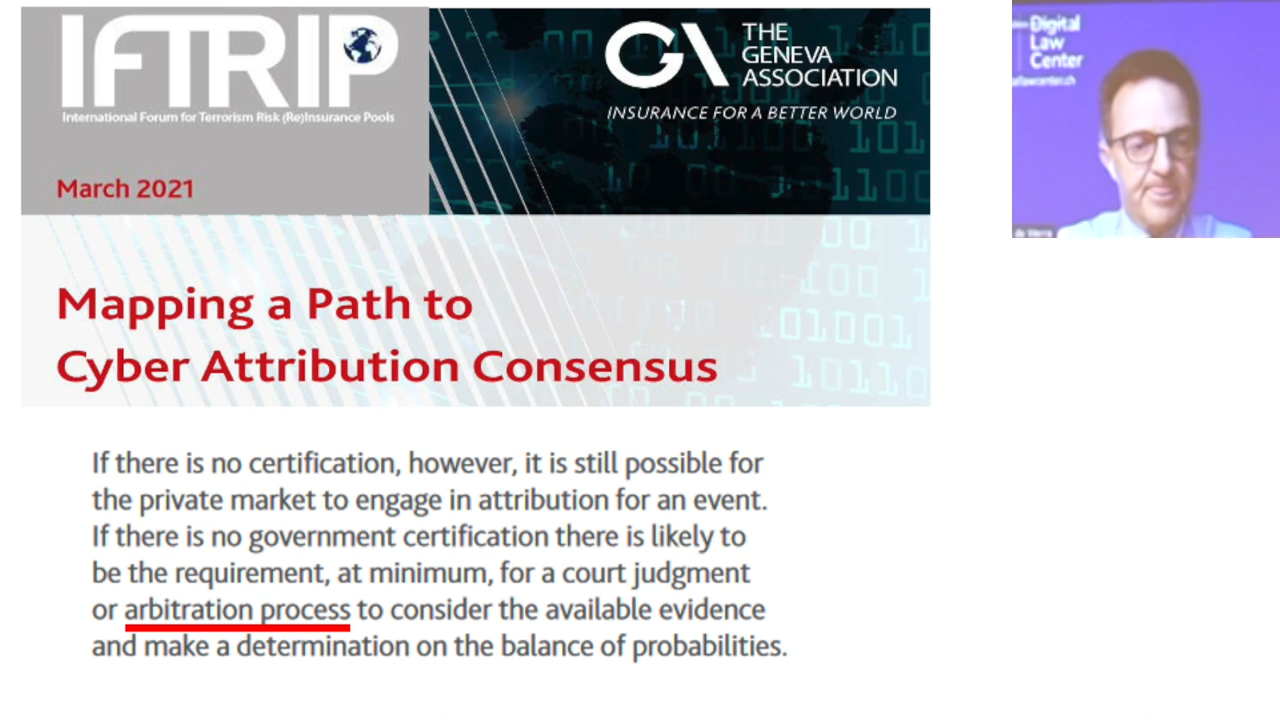 IFTRIP
International Forum for Terrorism Risk (Re)Insurance Pools
March 2021
GA
THE
GENEVA
ASSOCIATION
INSURANCE FOR A BETTER WORLD
Mapping a Path to
Cyber Attribution Consensus
If there is no certification, however, it is still possible for
the private market to engage in attribution for an event.
If there is no government certification there is likely to
be the requirement, at minimum, for a court judgment
or arbitration process to consider the available evidence
and make a determination on the balance of probabilities.
Digital
Law
Center